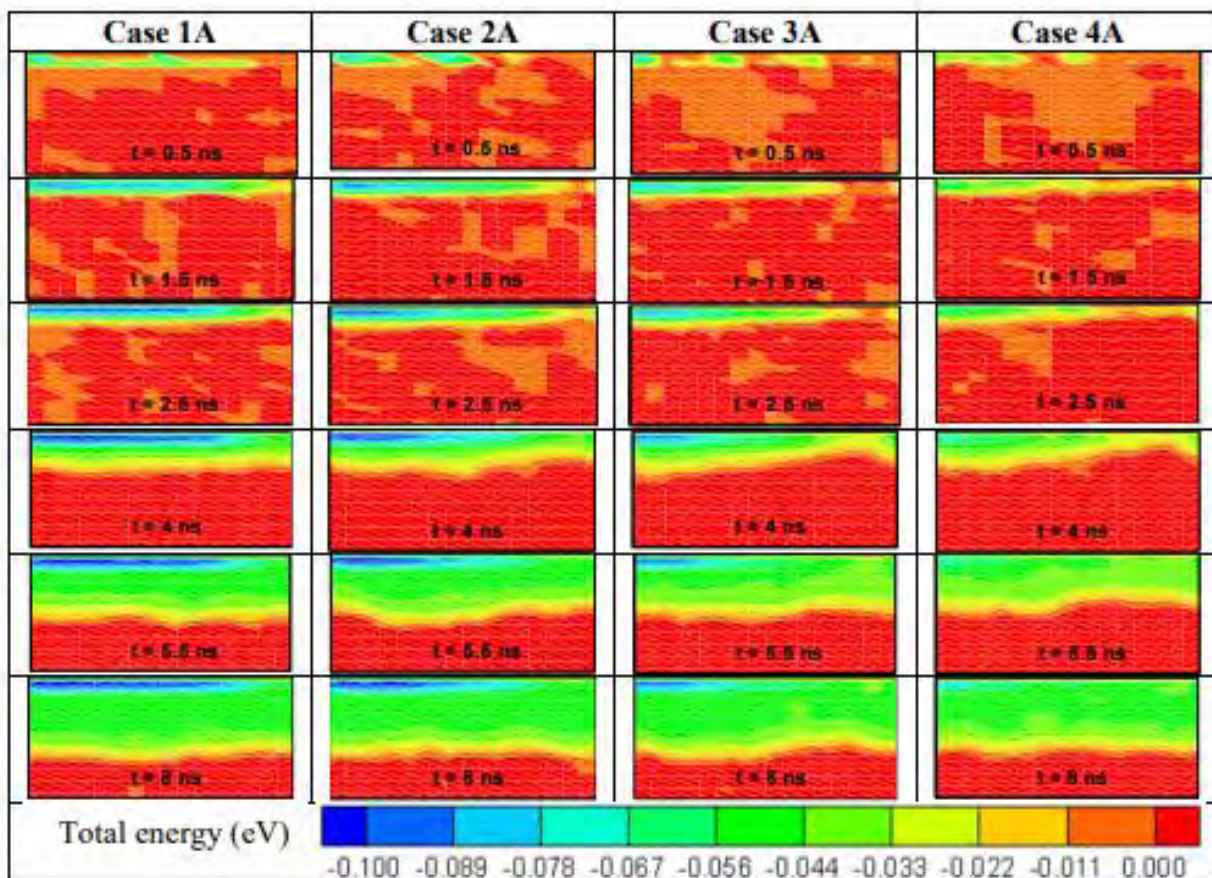 Case 1A Case 2A Case 3A Case 4A
t = 0.5 ns t = 0.5 ns t = 0.5 ns t = 0.5 ns
t = 1.5 ns t = 1.5 ns t = 1.5 ns t = 1.5 ns
t = 2.5 ns t = 2.5 ns t = 2.5 ns t = 2.5 ns
t = 4 ns t = 4 ns t = 4 ns t = 4 ns
t = 5.5 ns t = 5.5 ns t = 5.5 ns t = 5.5 ns
t = 8 ns t = 8 ns t = 8 ns t = 8 ns
Total energy (eV)
-0.100 -0.089 -0.078 -0.067 -0.056 -0.044 -0.033 -0.022 -0.011 0.000